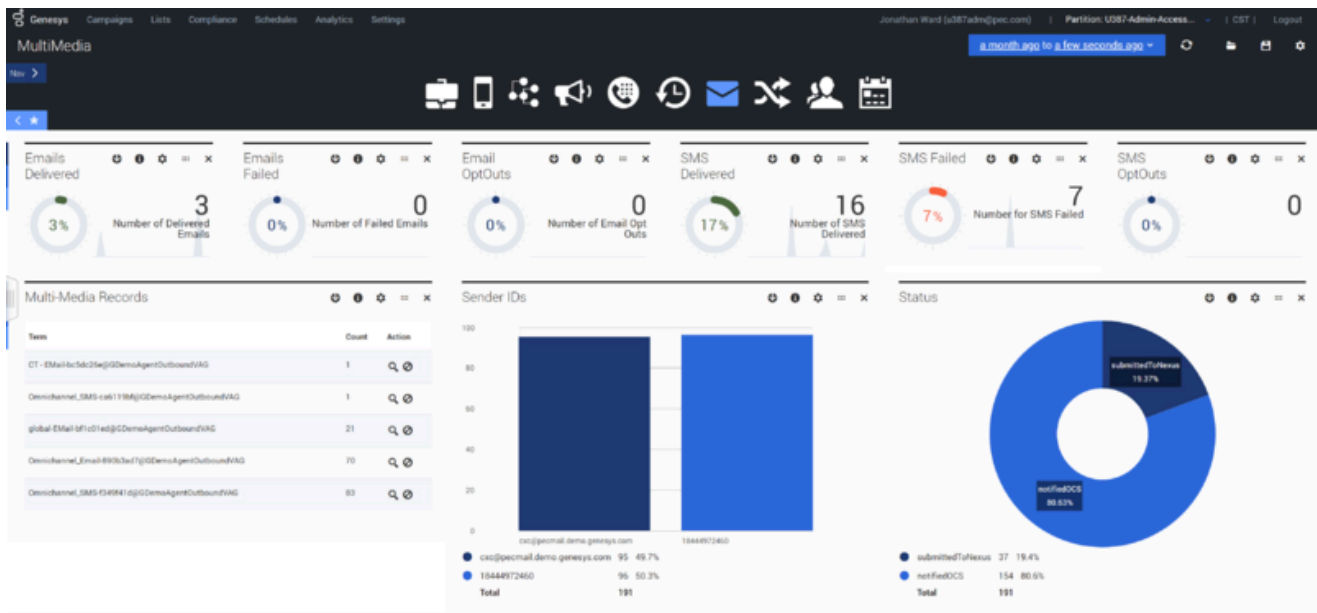 Genesys Campaigns Lists Compliance Schedules Analytics Settings Jonathan Ward (u387adm@pec.com) | Partition: U387-Admin-Access... | CST | Logout
MultiMedia a month ago to a few seconds ago
Nav
Emails Delivered
3%
3
Number of Delivered Emails
Emails Failed
0%
0
Number of Failed Emails
Email OptOuts
0%
0
Number of Email Opt Outs
SMS Delivered
17%
16
Number of SMS Delivered
SMS Failed
7%
7
Number for SMS Failed
SMS OptOuts
0%
0
Multi-Media Records
Term Count Action
CT - EMail-bc5dc25e@GDemoAgentOutboundVAG 1
Omnichannel_SMS-ca6119bf@GDemoAgentOutboundVAG 1
global-EMail-bf1c01ed@GDemoAgentOutboundVAG 21
Omnichannel_Email-890b3ad7@GDemoAgentOutboundVAG 70
Omnichannel_SMS-f349f41d@GDemoAgentOutboundVAG 83
Sender IDs
100
80
60
40
20
0
cxc@pecmail.demo.genesys.com 18444972460
cxc@pecmail.demo.genesys.com 95 49.7%
18444972460 96 50.3%
Total 191
Status
submittedToNexus
19.37%
notifiedOCS
80.63%
submittedToNexus 37 19.4%
notifiedOCS 154 80.6%
Total 191